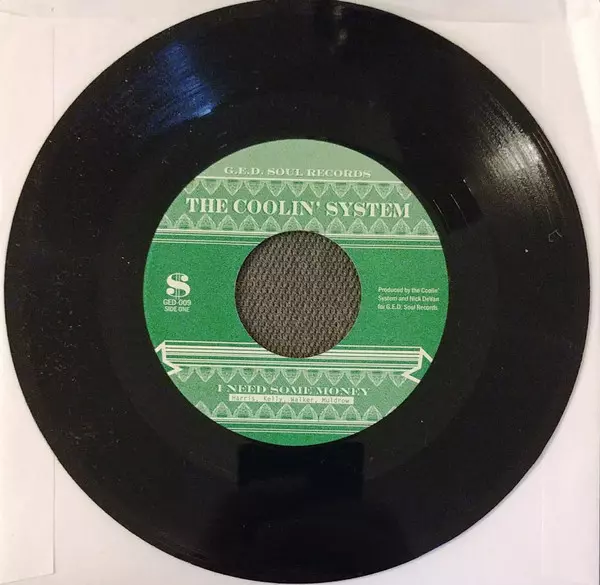 G.E.D. SOUL RECORDS
THE COOLIN' SYSTEM
$
GED-009
SIDE ONE
Produced by the Coolin'
System and Nick DeVan
for G.E.D. Soul Records.
I NEED SOME MONEY
Harris, Kelly, Walker, Muldrow